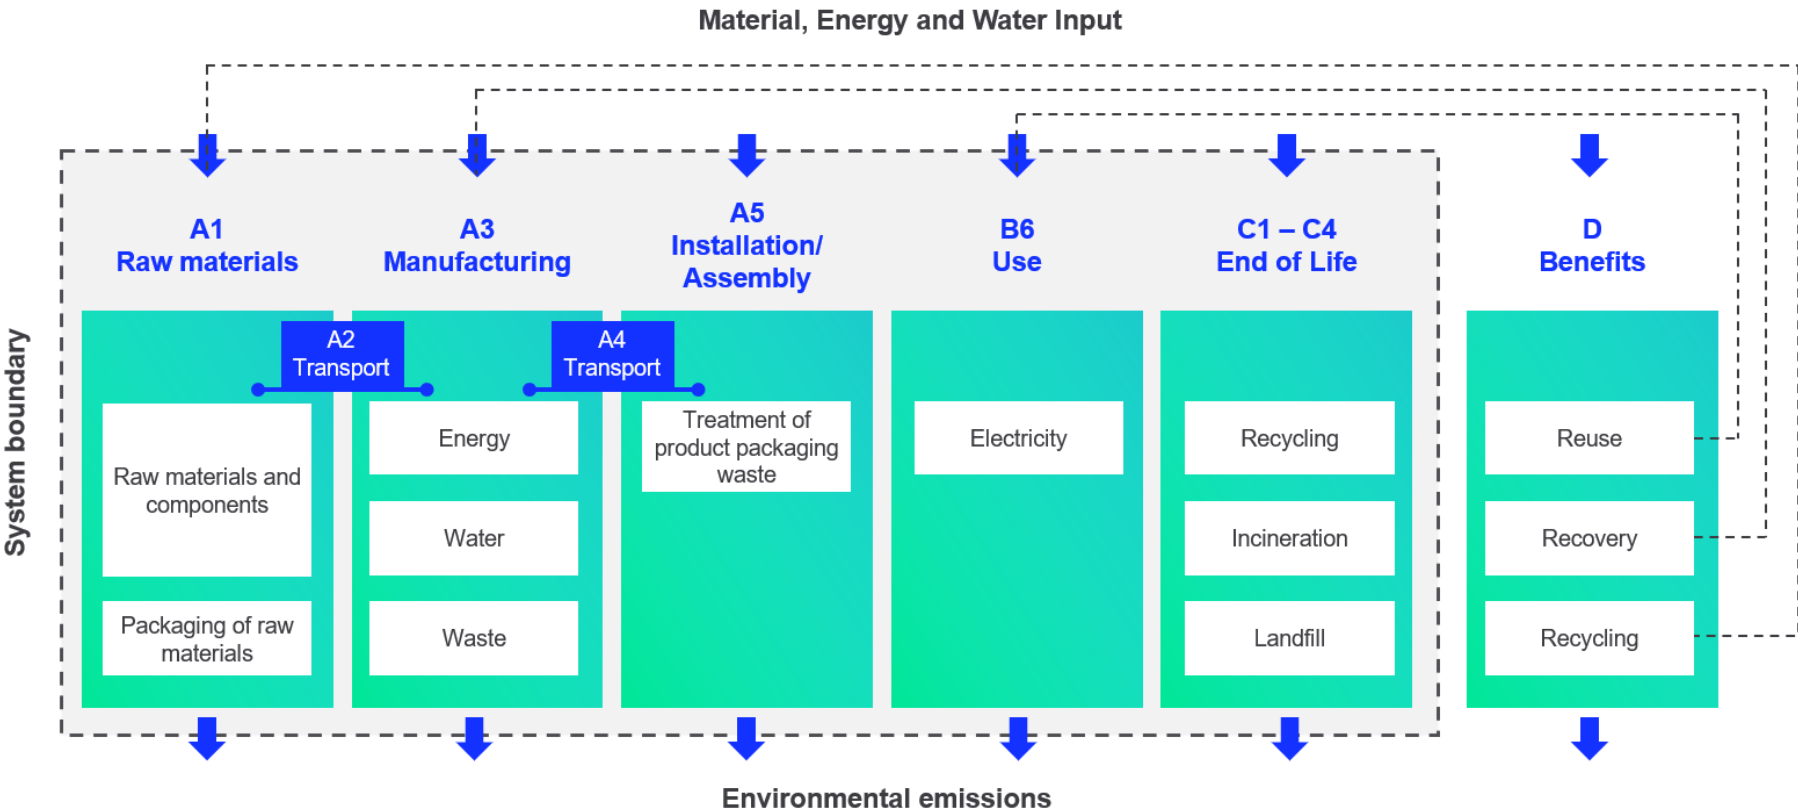 Material, Energy and Water Input
System boundary
A1
Raw materials
A3
Manufacturing
A5
Installation/
Assembly
B6
Use
C1 – C4
End of Life
D
Benefits
A2
Transport
A4
Transport
Raw materials and
components
Packaging of raw
materials
Energy
Water
Waste
Treatment of
product packaging
waste
Electricity
Recycling
Incineration
Landfill
Reuse
Recovery
Recycling
Environmental emissions